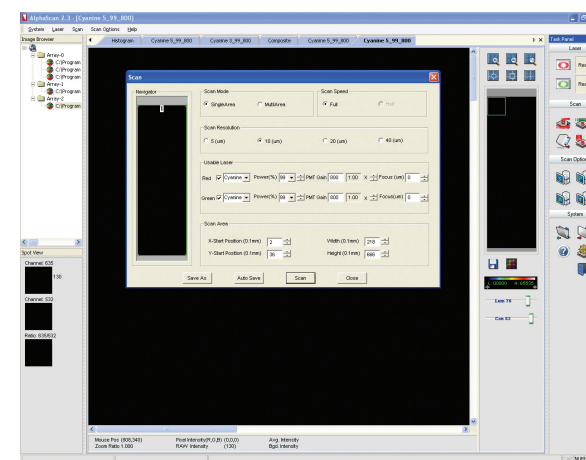 AlphaScan 2.3 - [Cyanine 5_99_800]
System Laser Scan Scan Options Help
Image Browser
Histogram Cyanine 5_99_800 Cyanine 3_99_800 Composite Cyanine 5_99_800 Cyanine 5_99_800
Task Panel
Laser
Array-0
C:\Program
C:\Program
C:\Program
Array-1
C:\Program
Array-2
C:\Program
Scan
Navigator
Scan Mode
SingleArea MultiArea
Scan Speed
Full Half
Scan Resolution
5 (um) 10 (um) 20 (um) 40 (um)
Usable Laser
Red Cyanine Power(%) 99 PMT Gain 800 1.00 X Focus (um) 0
Green Cyanine Power(%) 99 PMT Gain 800 1.00 X Focus(um) 0
Scan Area
X-Start Position (0.1mm) 2 Width (0.1mm) 218
Y-Start Position (0.1mm) 36 Height (0.1mm)
Save As Auto Save Scan Close
Scan
Scan Option
System
Spot View
Channel: 635
130
Channel: 532
Ratio: 635/532
Lum 76
Con 53
Mouse Pos (808,340) Pixel Intensity(R,G,B) (0,0,0) Avg. Intensity
Zoom Ratio 1.000 RAW Intensity (130) Bgd. Intensity